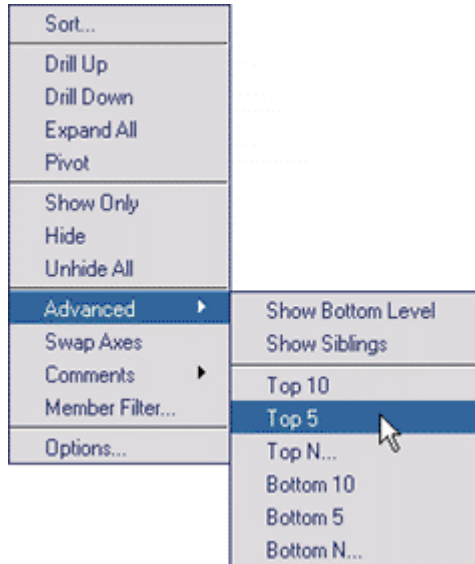 Sort...
Drill Up
Drill Down
Expand All
Pivot
Show Only
Hide
Unhide All
Advanced
Swap Axes
Comments
Member Filter...
Options...
Show Bottom Level
Show Siblings
Top 10
Top 5
Top N...
Bottom 10
Bottom 5
Bottom N...